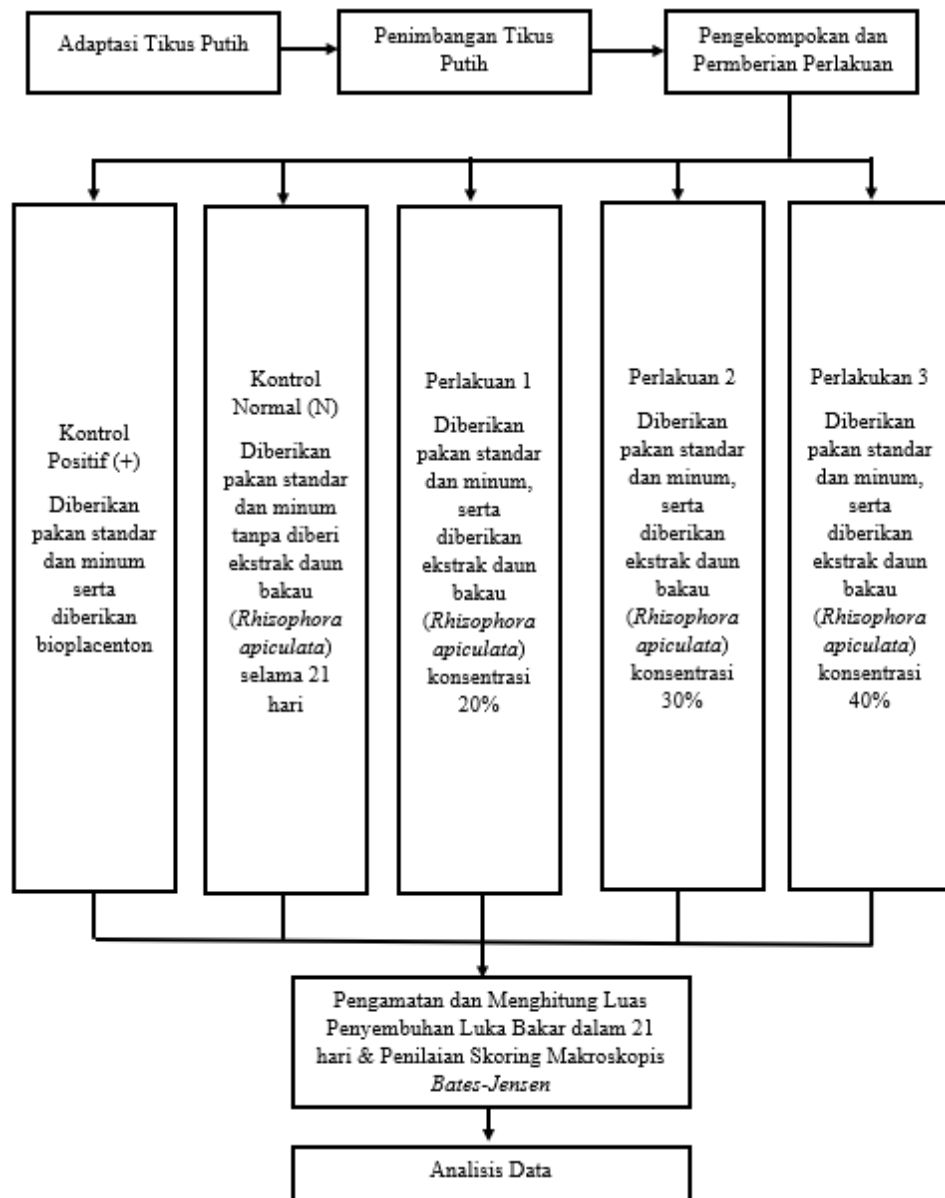 Adaptasi Tikus Putih
Penimbangan Tikus
Putih
Pengekompokan dan
Permberian Perlakuan
Kontrol
Positif (+)
Diberikan
pakan standar
dan minum
serta
diberikan
bioplacenton
Kontrol
Normal (N)
Diberikan
pakan standar
dan minum
tanpa diberi
ekstrak daun
bakau
(Rhizophora
apiculata)
selama 21
hari
Perlakuan 1
Diberikan
pakan standar
dan minum,
serta
diberikan
ekstrak daun
bakau
(Rhizophora
apiculata)
konsentrasi
20%
Perlakuan 2
Diberikan
pakan standar
dan minum,
serta
diberikan
ekstrak daun
bakau
(Rhizophora
apiculata)
konsentrasi
30%
Perlakukan 3
Diberikan
pakan standar
dan minum,
serta
diberikan
ekstrak daun
bakau
(Rhizophora
apiculata)
konsentrasi
40%
Pengamatan dan Menghitung Luas
Penyembuhan Luka Bakar dalam 21
hari & Penilaian Skoring Makroskopis
Bates-Jensen
Analisis Data